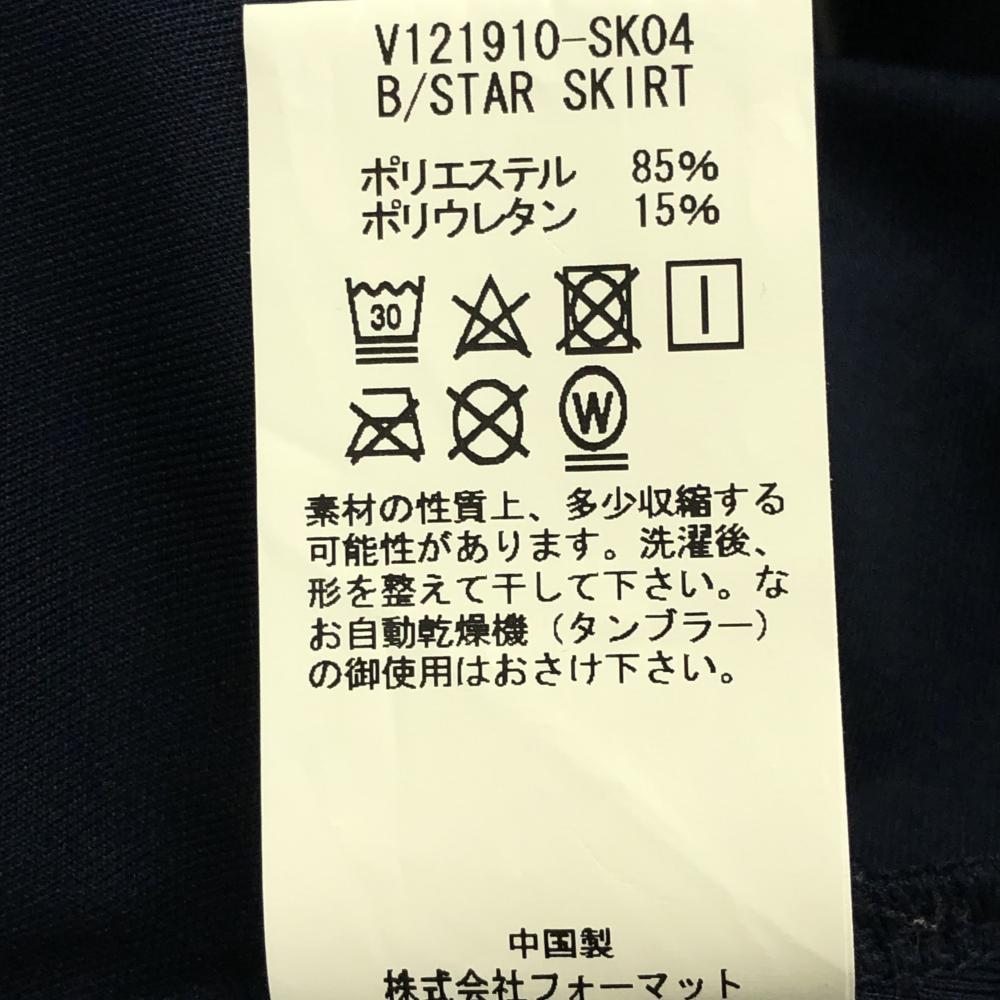 V121910-SK04
B/STAR SKIRT
ポリエステル 85%
ポリウレタン 15%
30
W
素材の性質上、多少収縮する
可能性があります。洗濯後、
形を整えて干して下さい。な
お自動乾燥機（タンブラー）
の御使用はおさけ下さい。
中国製
株式会社フォーマット